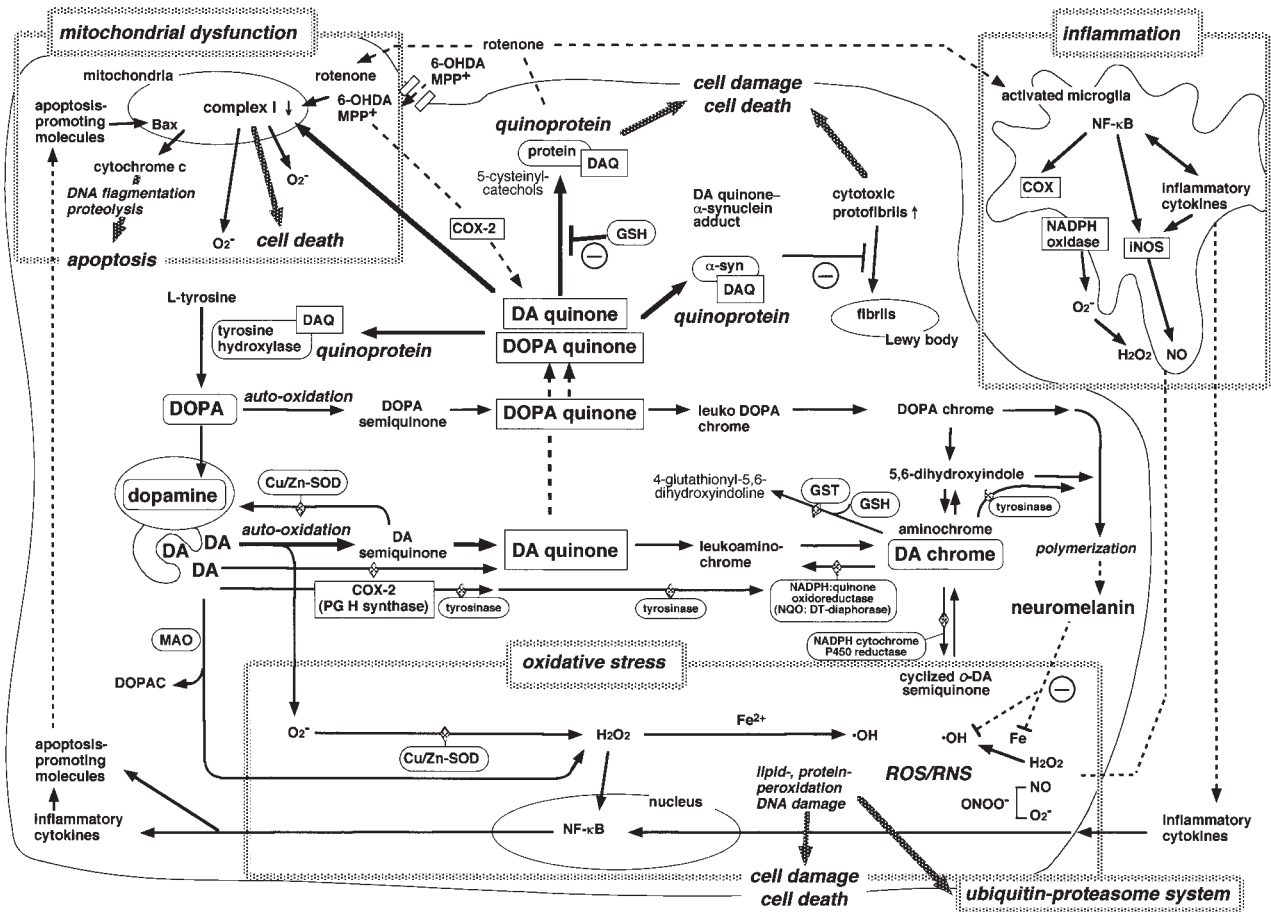 mitochondrial dysfunction
mitochondria
apoptosis-
promoting
molecules
Bax
complex I ↓
rotenone
6-OHDA
MPP+
cytochrome c
&
DNA flagmentation
proteolysis
apoptosis
O2-
O2-
cell death
rotenone
6-OHDA
MPP+
quinoprotein
protein
DAQ
5-cysteinyl-
catechols
cell damage
cell death
COX-2
GSH
−
DA quinone–
α-synuclein
adduct
α-syn
DAQ
quinoprotein
−
cytotoxic
protofibrils ↑
fibrils
Lewy body
inflammation
activated microglia
NF-κB
COX
inflammatory
cytokines
NADPH
oxidase
iNOS
O2-
H2O2
NO
L-tyrosine
tyrosine
hydroxylase
DAQ
quinoprotein
DA quinone
DOPA quinone
DOPA
auto-oxidation
DOPA
semiquinone
DOPA quinone
leuko DOPA
chrome
DOPA chrome
dopamine
Cu/Zn-SOD
4-glutathionyl-5,6-
dihydroxyindoline
GST
GSH
5,6-dihydroxyindole
tyrosinase
auto-oxidation
DA
DA
DA
DA
semiquinone
DA quinone
leukoamino-
chrome
aminochrome
DA chrome
polymerization
COX-2
(PG H synthase)
tyrosinase
tyrosinase
NADPH:quinone
oxidoreductase
(NQO: DT-diaphorase)
neuromelanin
MAO
DOPAC
NADPH cytochrome
P450 reductase
cyclized o-DA
semiquinone
oxidative stress
−
O2-
Cu/Zn-SOD
H2O2
Fe2+
·OH
·OH
Fe
H2O2
ROS/RNS
NO
ONOO-
O2-
apoptosis-
promoting
molecules
inflammatory
cytokines
nucleus
NF-κB
lipid-, protein-
peroxidation
DNA damage
inflammatory
cytokines
cell damage
cell death
ubiquitin-proteasome system